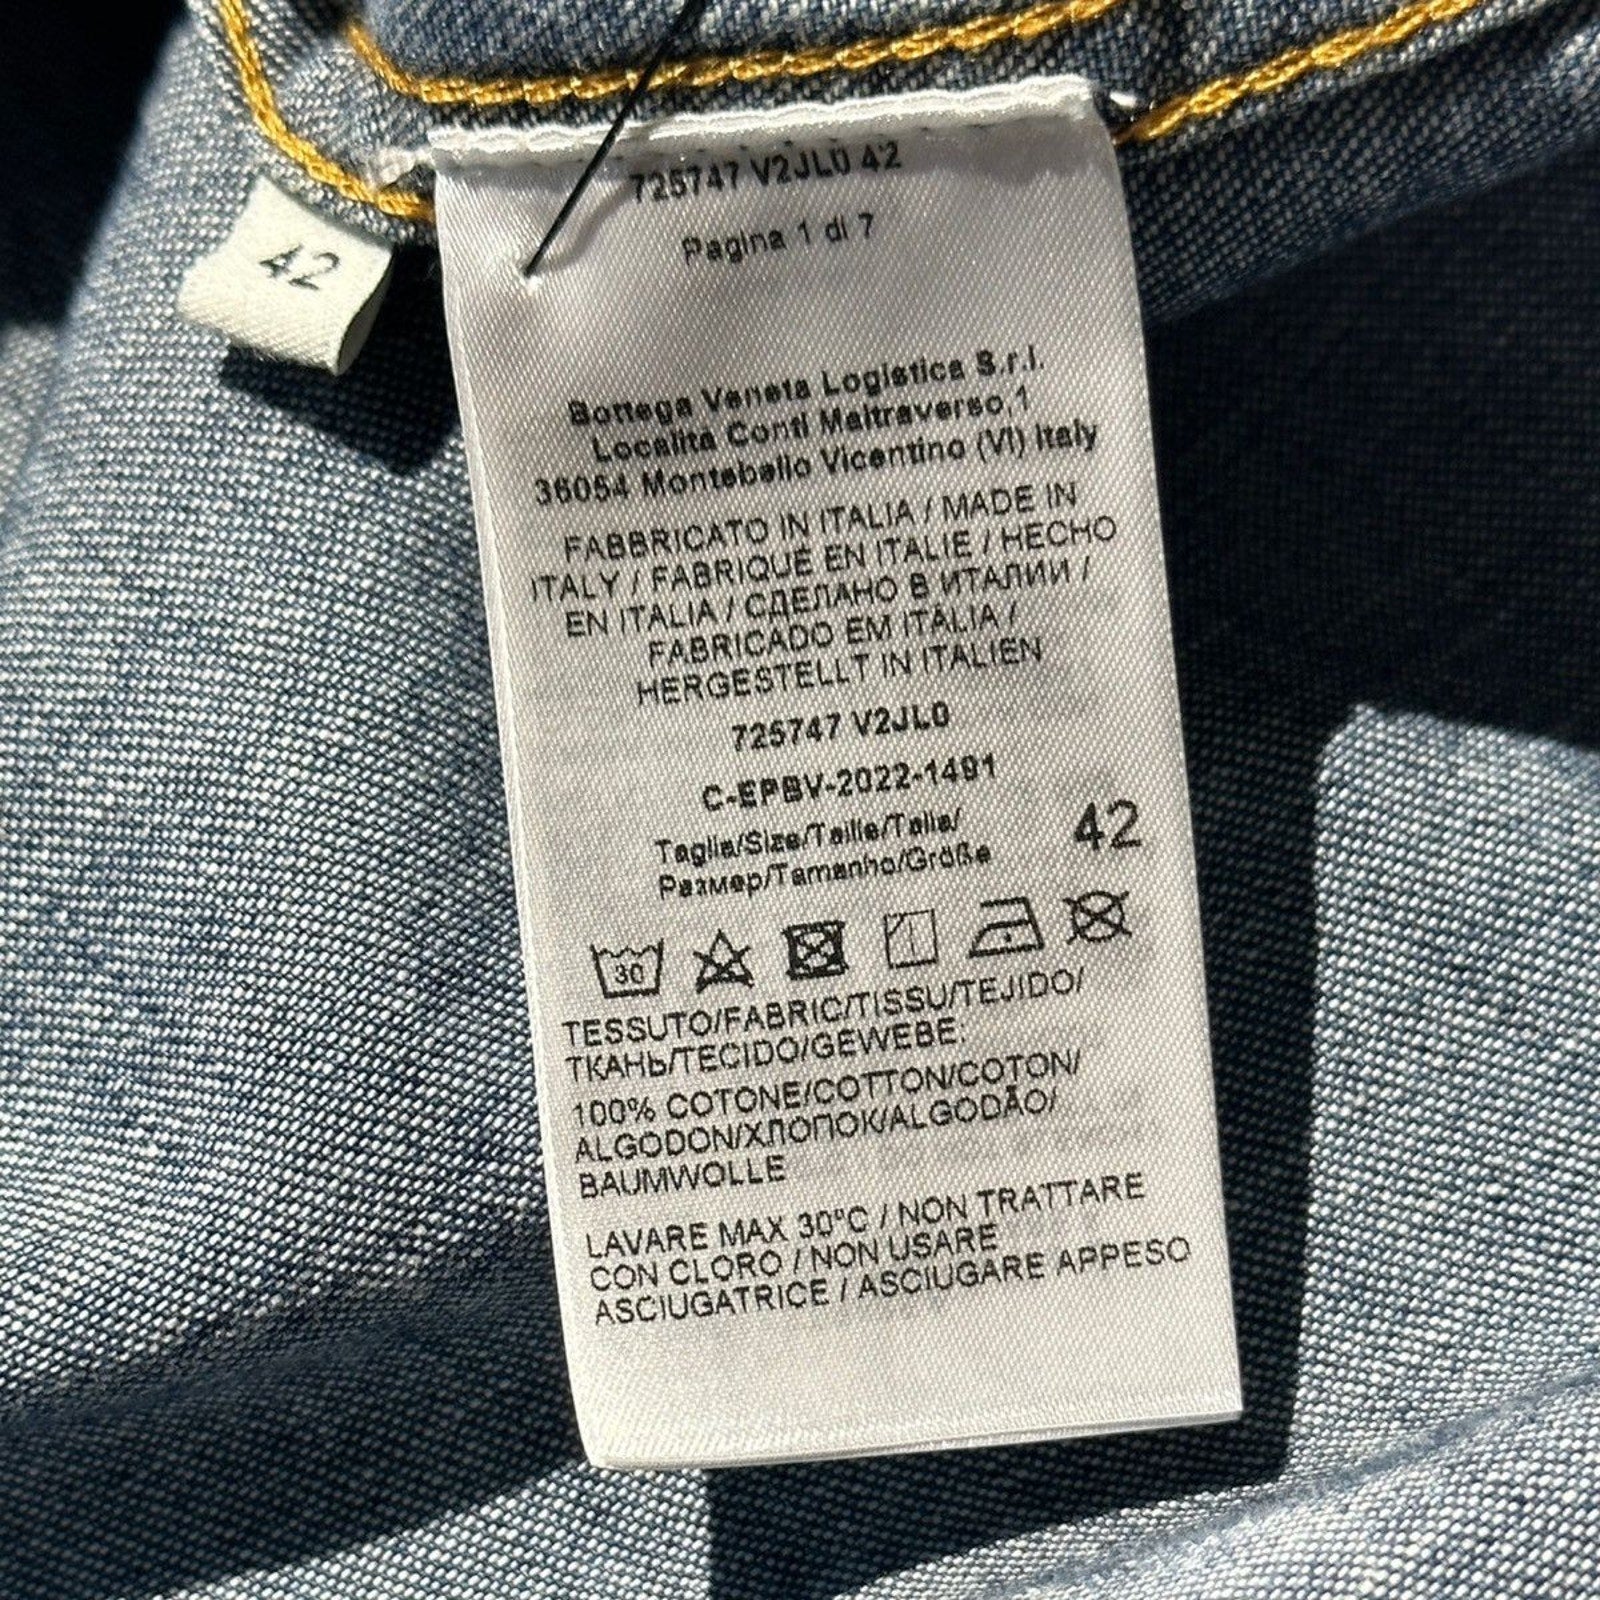 725747 V2JL0 42
Pagina 1 di 7
42
Bottega Veneta Logistica S.r.l.
Localita Conti Maltraverso,1
36054 Montebello Vicentino (VI) Italy
FABBRICATO IN ITALIA / MADE IN
ITALY / FABRIQUÉ EN ITALIE / HECHO
EN ITALIA / СДЕЛАНО В ИТАЛИИ /
FABRICADO EM ITÁLIA /
HERGESTELLT IN ITALIEN
725747 V2JL0
C-EPBV-2022-1491
Taglia/Size/Taille/Talla/
Размер/Tamanho/Größe
42
30
TESSUTO/FABRIC/TISSU/TEJIDO/
ТКАНЬ/TECIDO/GEWEBE:
100% COTONE/COTTON/COTON/
ALGODON/ХЛОПОК/ALGODÃO/
BAUMWOLLE
LAVARE MAX 30°C / NON TRATTARE
CON CLORO / NON USARE
ASCIUGATRICE / ASCIUGARE APPESO